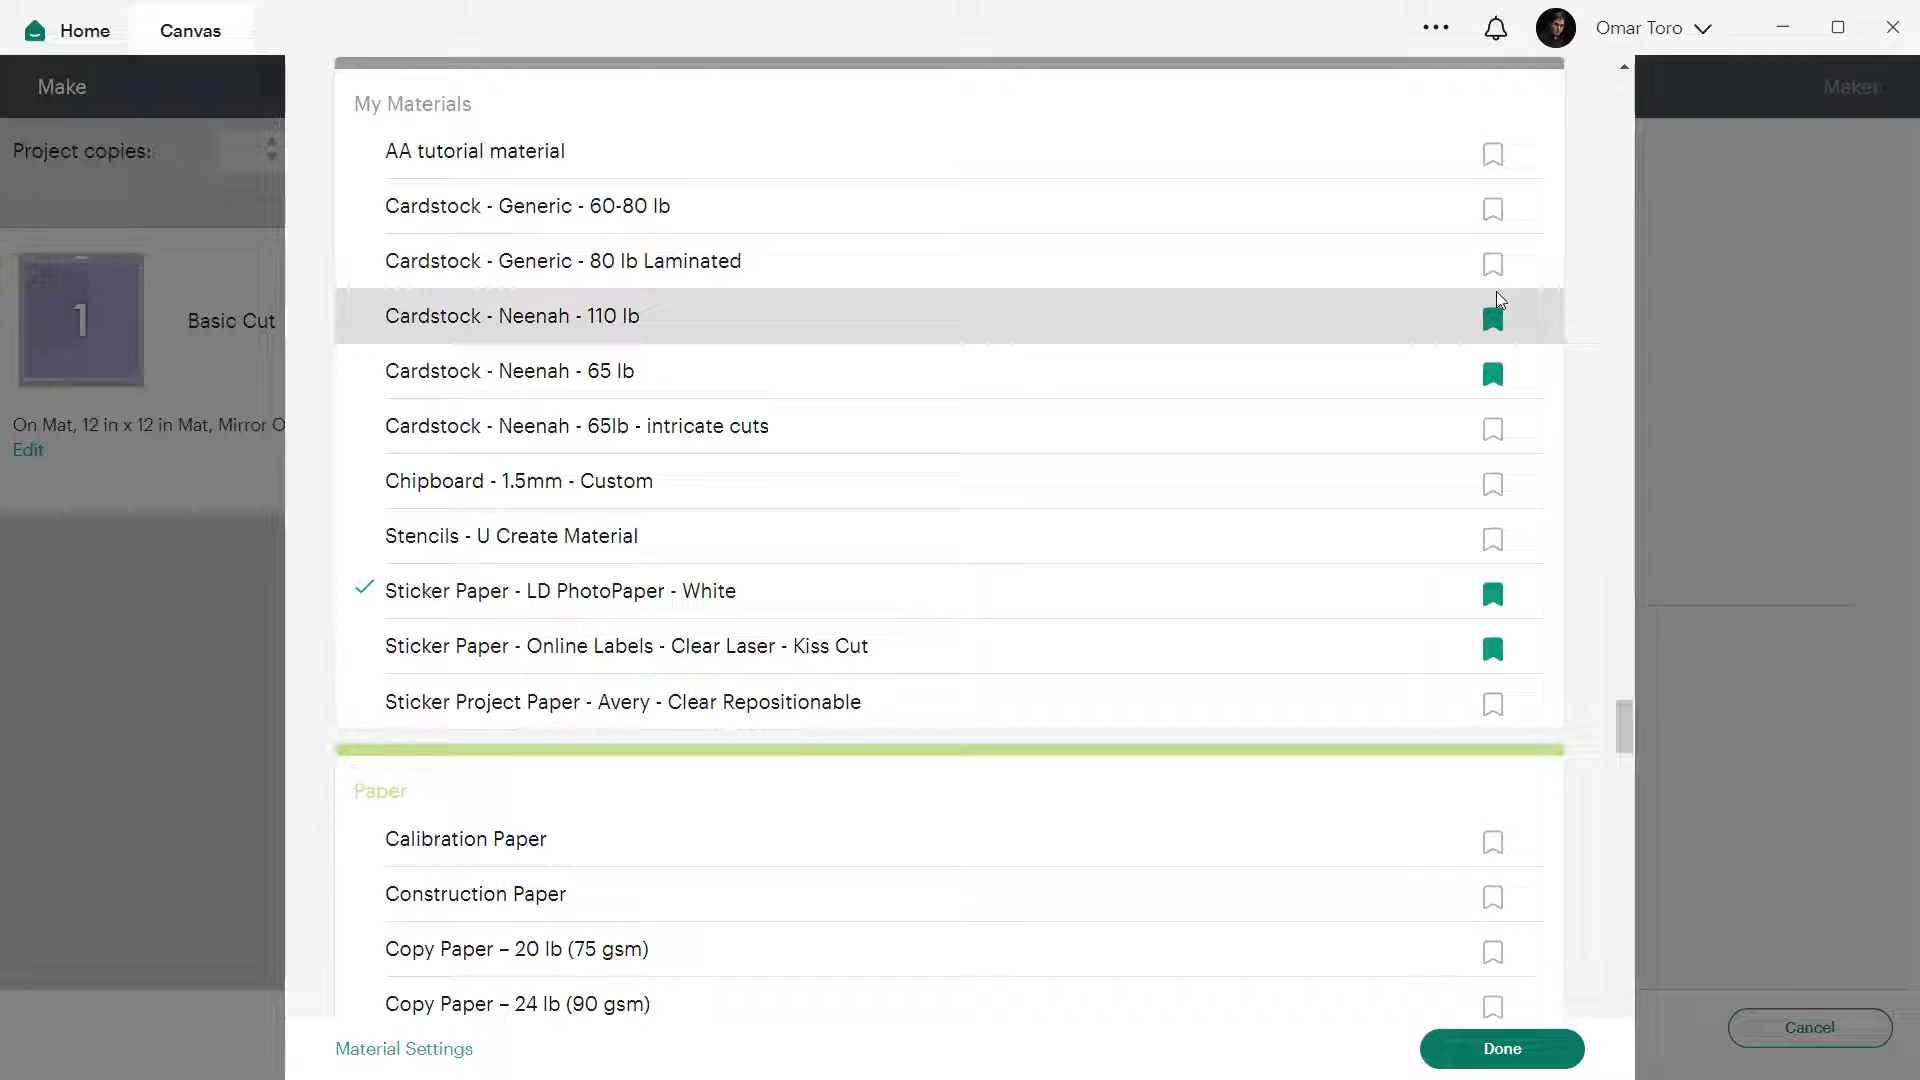 Home
Canvas
Omar Toro
Make
Maker
Project copies:
1
Basic Cut
On Mat, 12 in x 12 in Mat, Mirror O
Edit
My Materials
AA tutorial material
Cardstock - Generic - 60-80 lb
Cardstock - Generic - 80 lb Laminated
Cardstock - Neenah - 110 lb
Cardstock - Neenah - 65 lb
Cardstock - Neenah - 65lb - intricate cuts
Chipboard - 1.5mm - Custom
Stencils - U Create Material
Sticker Paper - LD PhotoPaper - White
Sticker Paper - Online Labels - Clear Laser - Kiss Cut
Sticker Project Paper - Avery - Clear Repositionable
Paper
Calibration Paper
Construction Paper
Copy Paper – 20 lb (75 gsm)
Copy Paper – 24 lb (90 gsm)
Material Settings
Done
Cancel